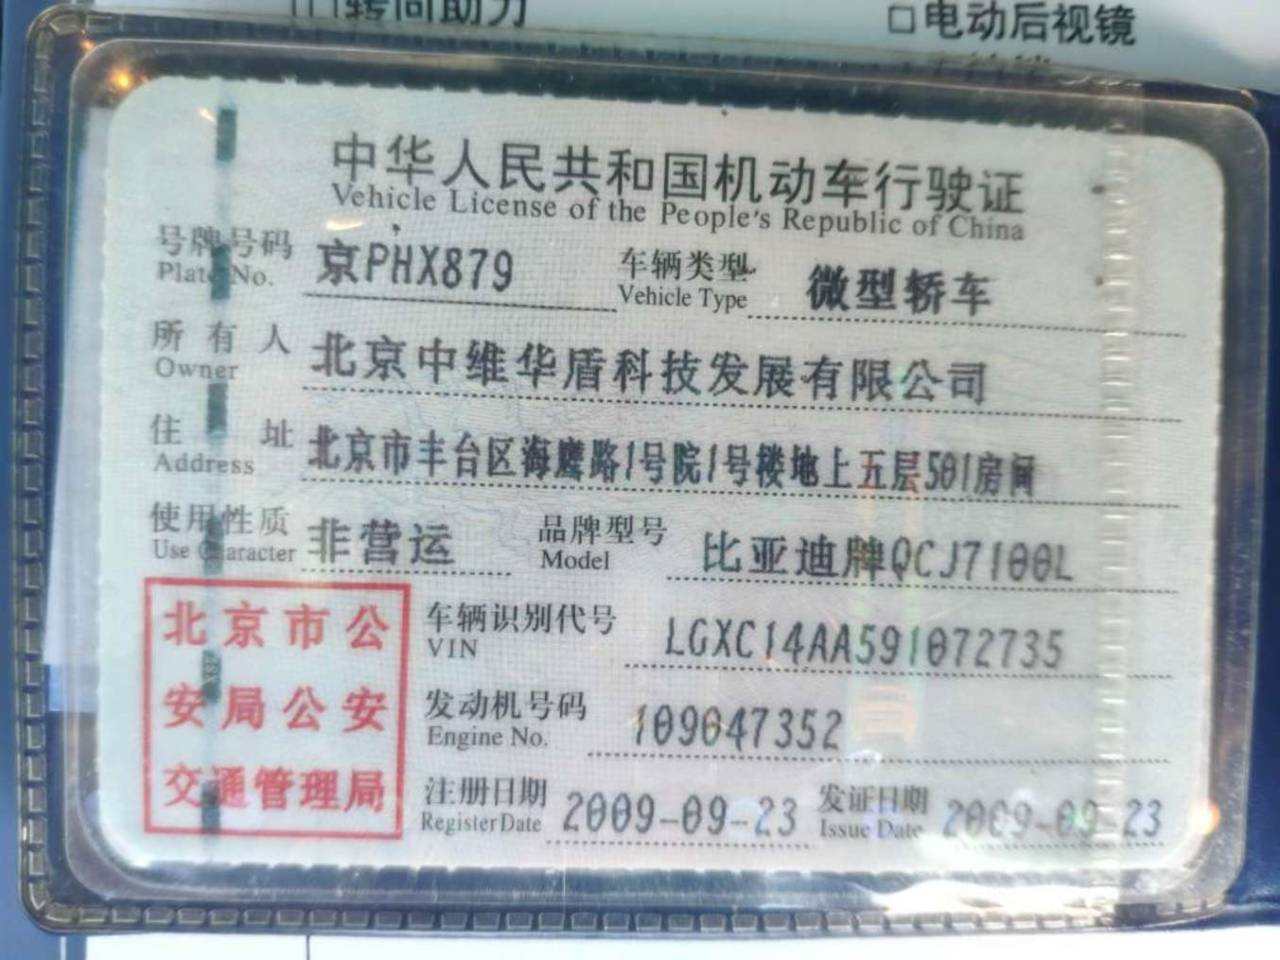 转向助力
□电动后视镜
中华人民共和国机动车行驶证
Vehicle License of the People's Republic of China
号牌号码 京PHX879 车辆类型 微型轿车
Plate No. Vehicle Type
所有人 北京中维华盾科技发展有限公司
Owner
住址 北京市丰台区海鹰路1号院1号楼地上五层501房间
Address
使用性质 非营运 品牌型号 比亚迪牌QCJ7100L
Use Character Model
北京市公
安局公安
交通管理局
车辆识别代号 LGXC14AA591072735
VIN
发动机号码 109047352
Engine No.
注册日期 2009-09-23 发证日期 2009-09-23
Register Date Issue Date